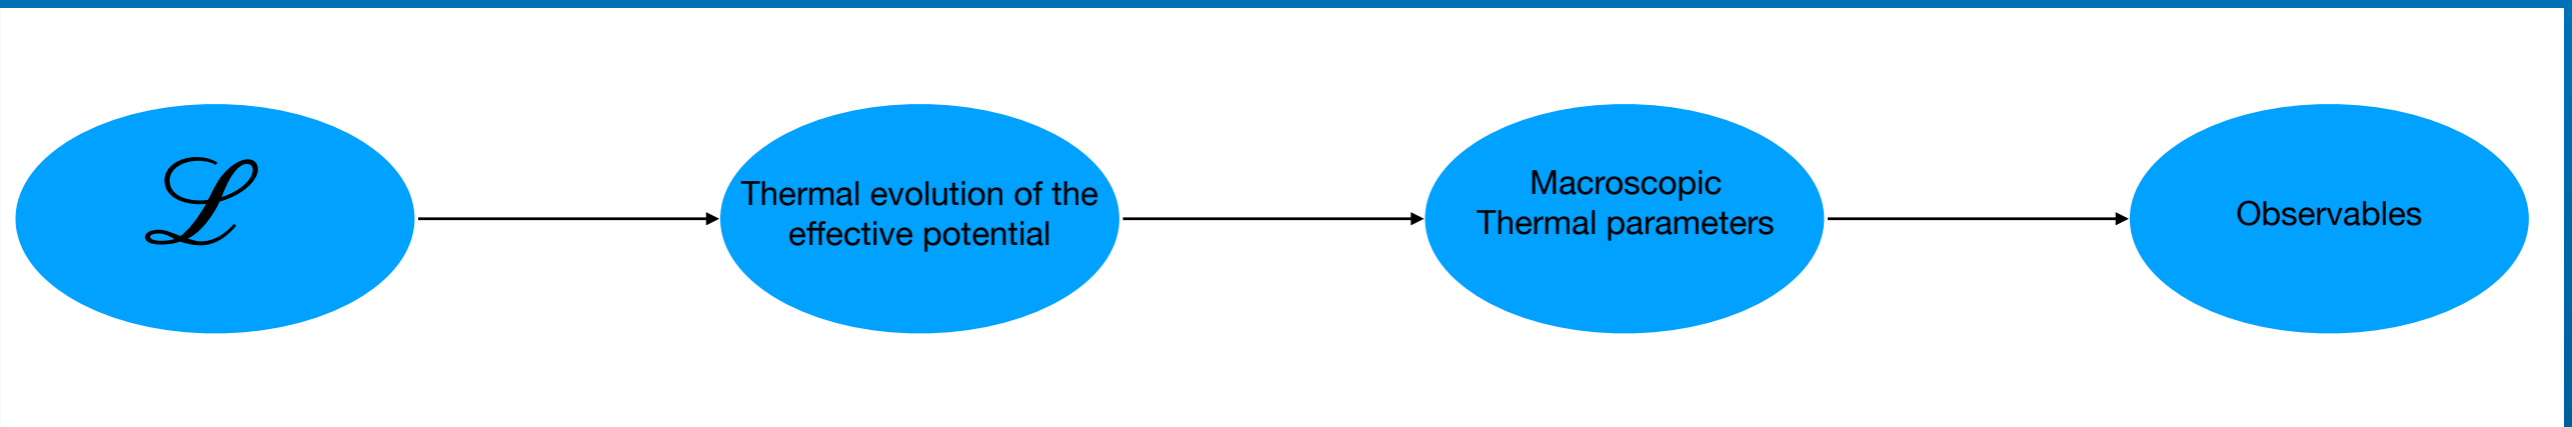 ℒ
Thermal evolution of the
effective potential
Macroscopic
Thermal parameters
Observables